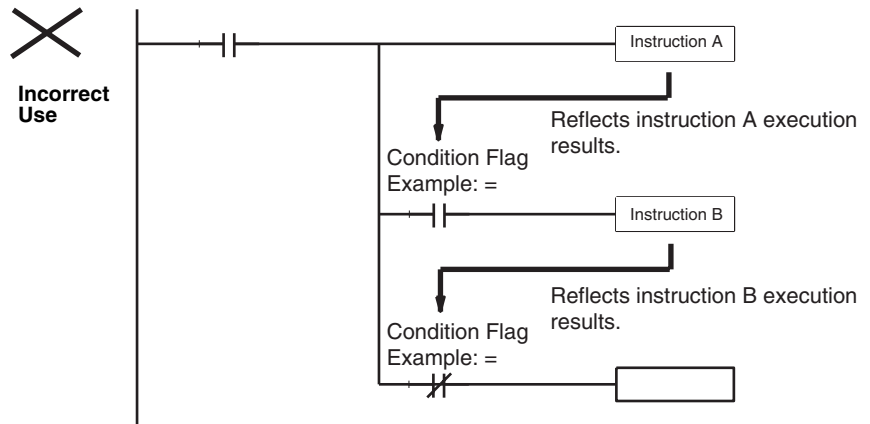 Instruction A
Incorrect
Use
Reflects instruction A execution
results.
Condition Flag
Example: =
Instruction B
Reflects instruction B execution
results.
Condition Flag
Example: =